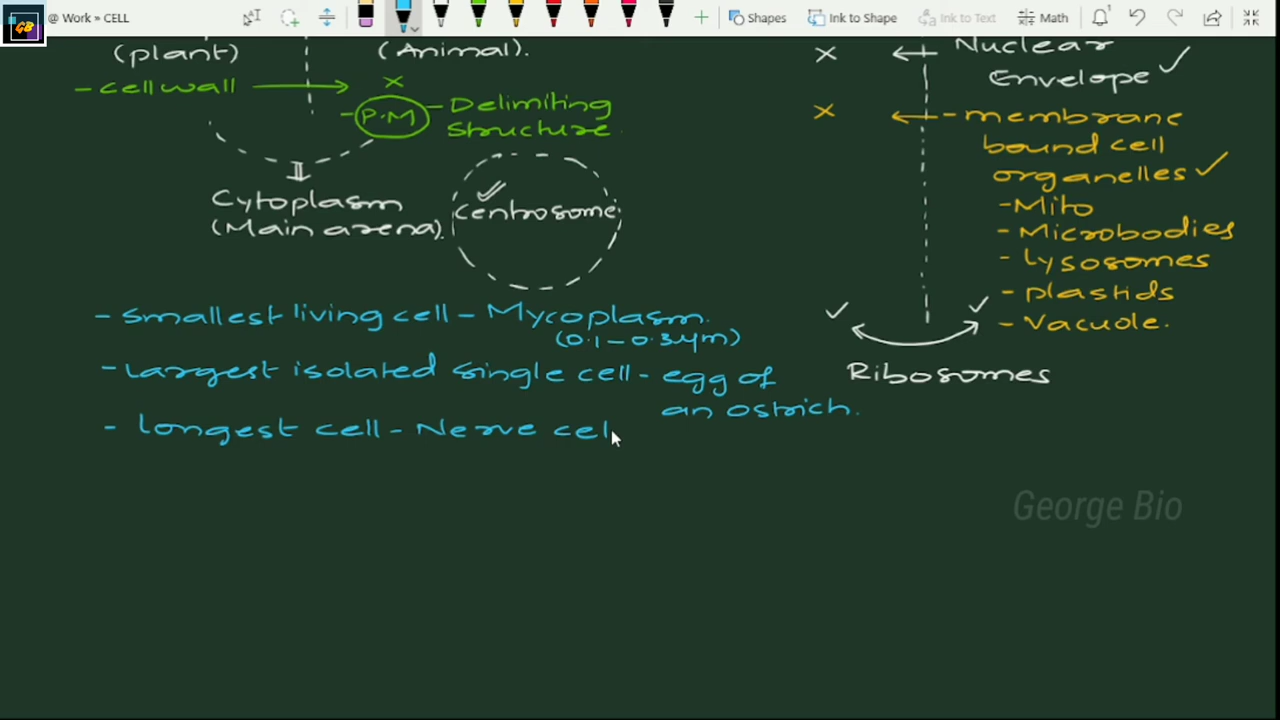 GB
@ Work » CELL
Shapes
Ink to Shape
Ink to Text
Math
(plant)
(Animal).
- cell wall
x
- P.M - Delimiting
structure.
Cytoplasm
(Main arena).
Centrosome
- smallest living cell - Mycoplasm.
(0.1 - 0.3 μm)
- largest isolated single cell - egg of
an ostrich.
- longest cell - Nerve cel
x
Nuclear
Envelope
x
- membrane
bound cell
organelles
- Mito
- Microbodies
- lysosomes
- plastids
- Vacuole.
Ribosomes
George Bio